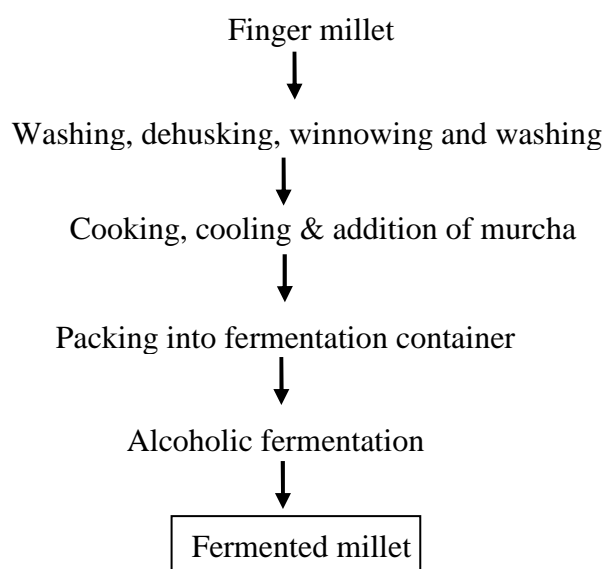 Finger millet
Washing, dehusking, winnowing and washing
Cooking, cooling & addition of murcha
Packing into fermentation container
Alcoholic fermentation
Fermented millet